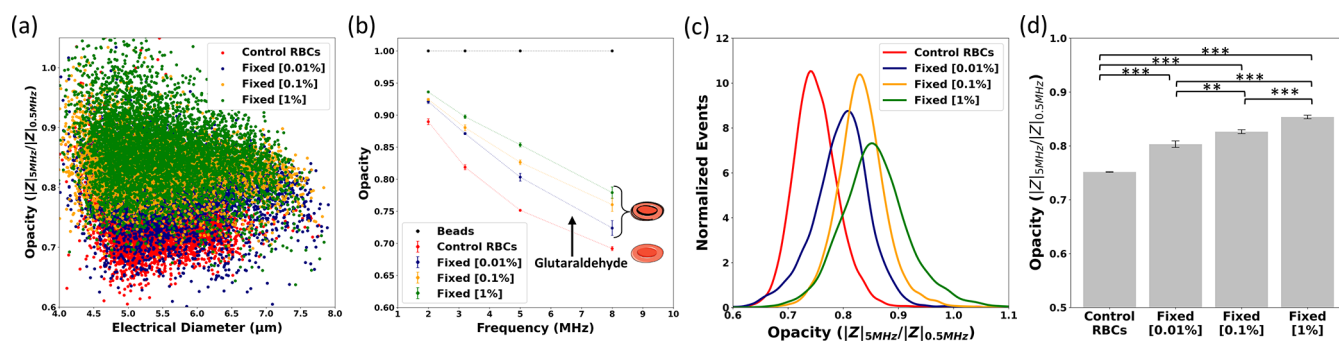 (a)
Opacity (|Z|5MHz/|Z|0.5MHz)
1.0
0.9
0.8
0.7
0.6
4.0 4.5 5.0 5.5 6.0 6.5 7.0 7.5 8.0
Electrical Diameter (µm)
Control RBCs
Fixed [0.01%]
Fixed [0.1%]
Fixed [1%]
(b)
Opacity
1.00
0.95
0.90
0.85
0.80
0.75
0.70
0.65
0.60
1 2 3 4 5 6 7 8 9 10
Frequency (MHz)
Glutaraldehyde
Beads
Control RBCs
Fixed [0.01%]
Fixed [0.1%]
Fixed [1%]
(c)
Normalized Events
14
12
10
8
6
4
2
0
0.6 0.7 0.8 0.9 1.0 1.1
Opacity (|Z|5MHz/|Z|0.5MHz)
Control RBCs
Fixed [0.01%]
Fixed [0.1%]
Fixed [1%]
(d)
Opacity (|Z|5MHz/|Z|0.5MHz)
1.0
0.9
0.8
0.7
0.6
0.5
***
***
*** ***
** ***
Control Fixed Fixed Fixed
RBCs [0.01%] [0.1%] [1%]